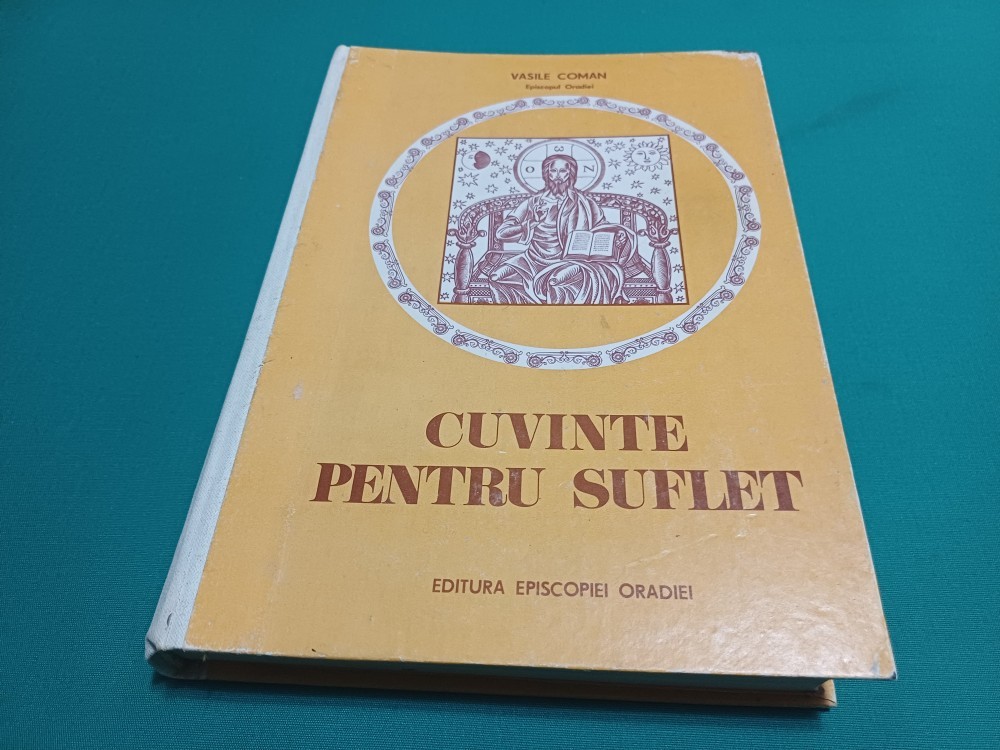 VASILE COMAN
Episcopul Oradiei
ω
O N
CUVINTE
PENTRU SUFLET
EDITURA EPISCOPIEI ORADIEI